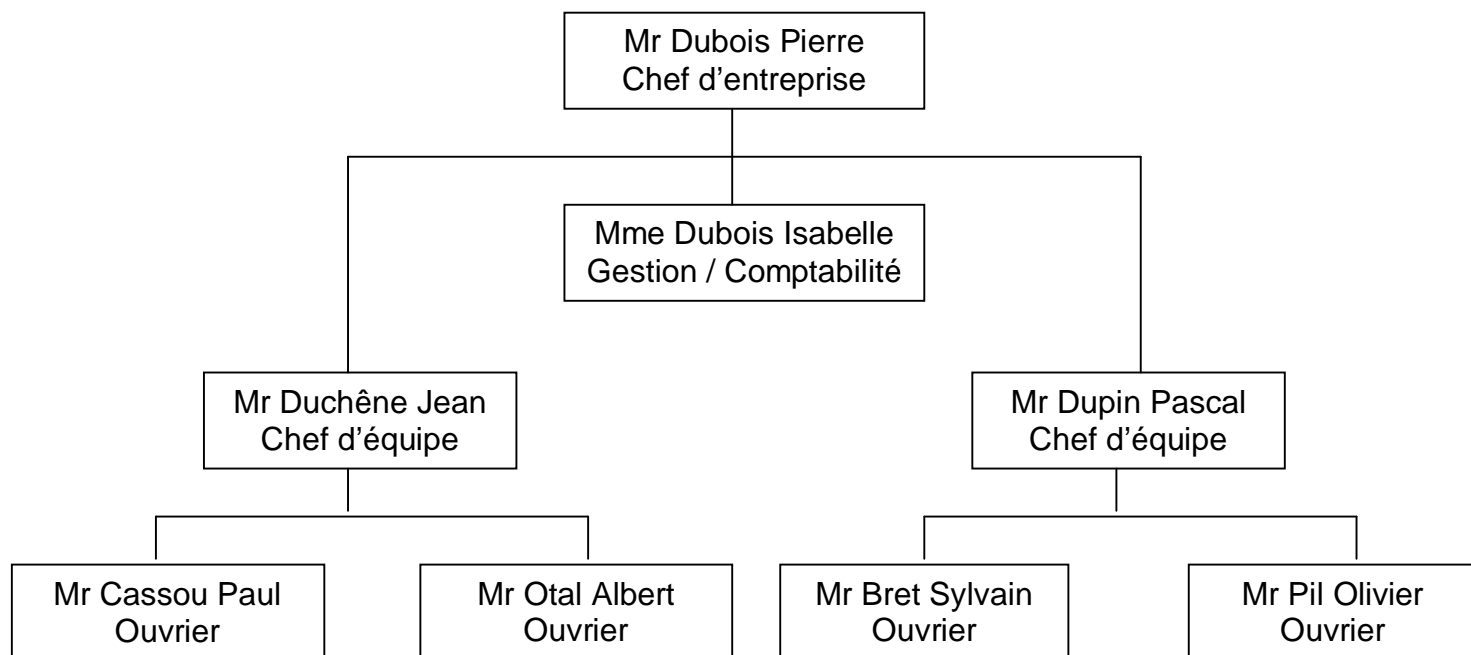 Mr Dubois Pierre
Chef d’entreprise
Mme Dubois Isabelle
Gestion / Comptabilité
Mr Duchêne Jean
Chef d’équipe
Mr Dupin Pascal
Chef d’équipe
Mr Cassou Paul
Ouvrier
Mr Otal Albert
Ouvrier
Mr Bret Sylvain
Ouvrier
Mr Pil Olivier
Ouvrier